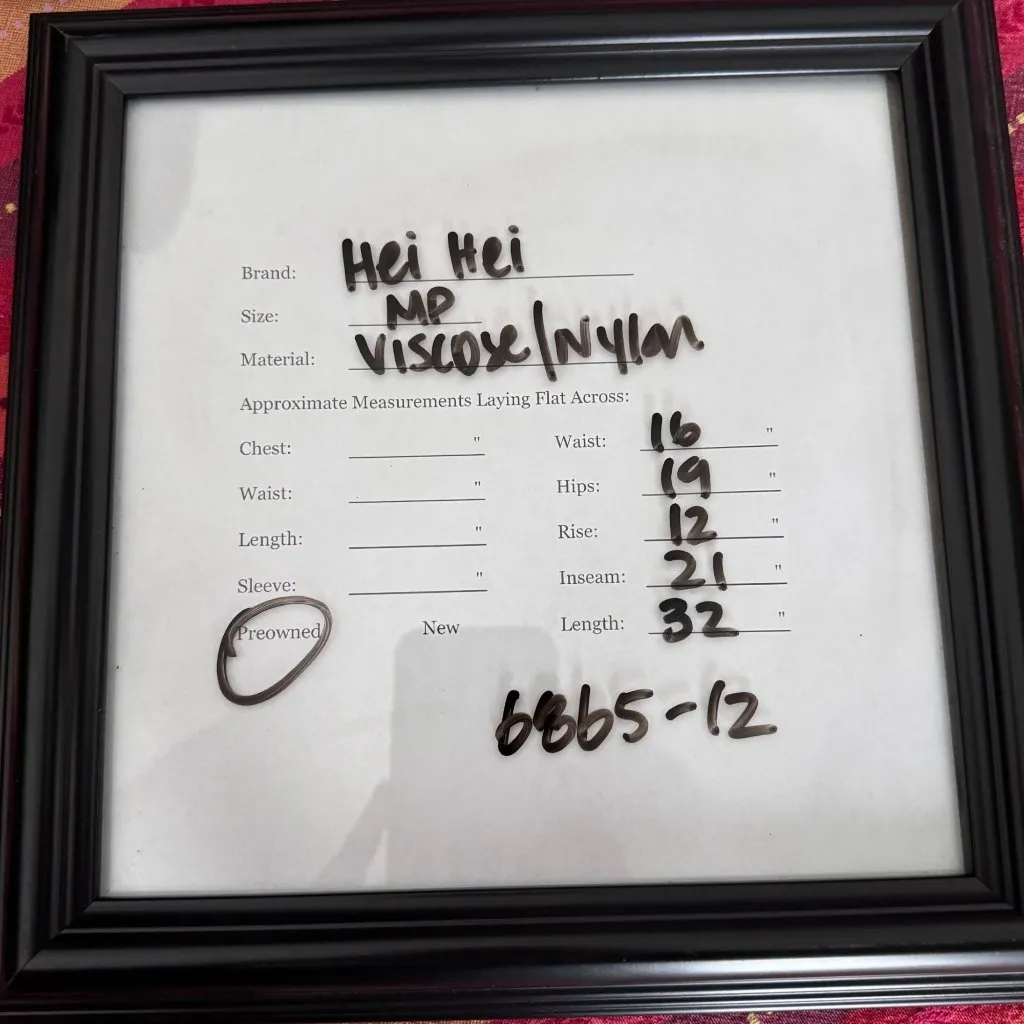 Brand: Hei Hei
Size: MP
Material: Viscose/Nylon
Approximate Measurements Laying Flat Across:
Chest: "
Waist: "
Length: "
Sleeve: "
Preowned New
Waist: 16 "
Hips: 19 "
Rise: 12 "
Inseam: 21 "
Length: 32 "
6865-12